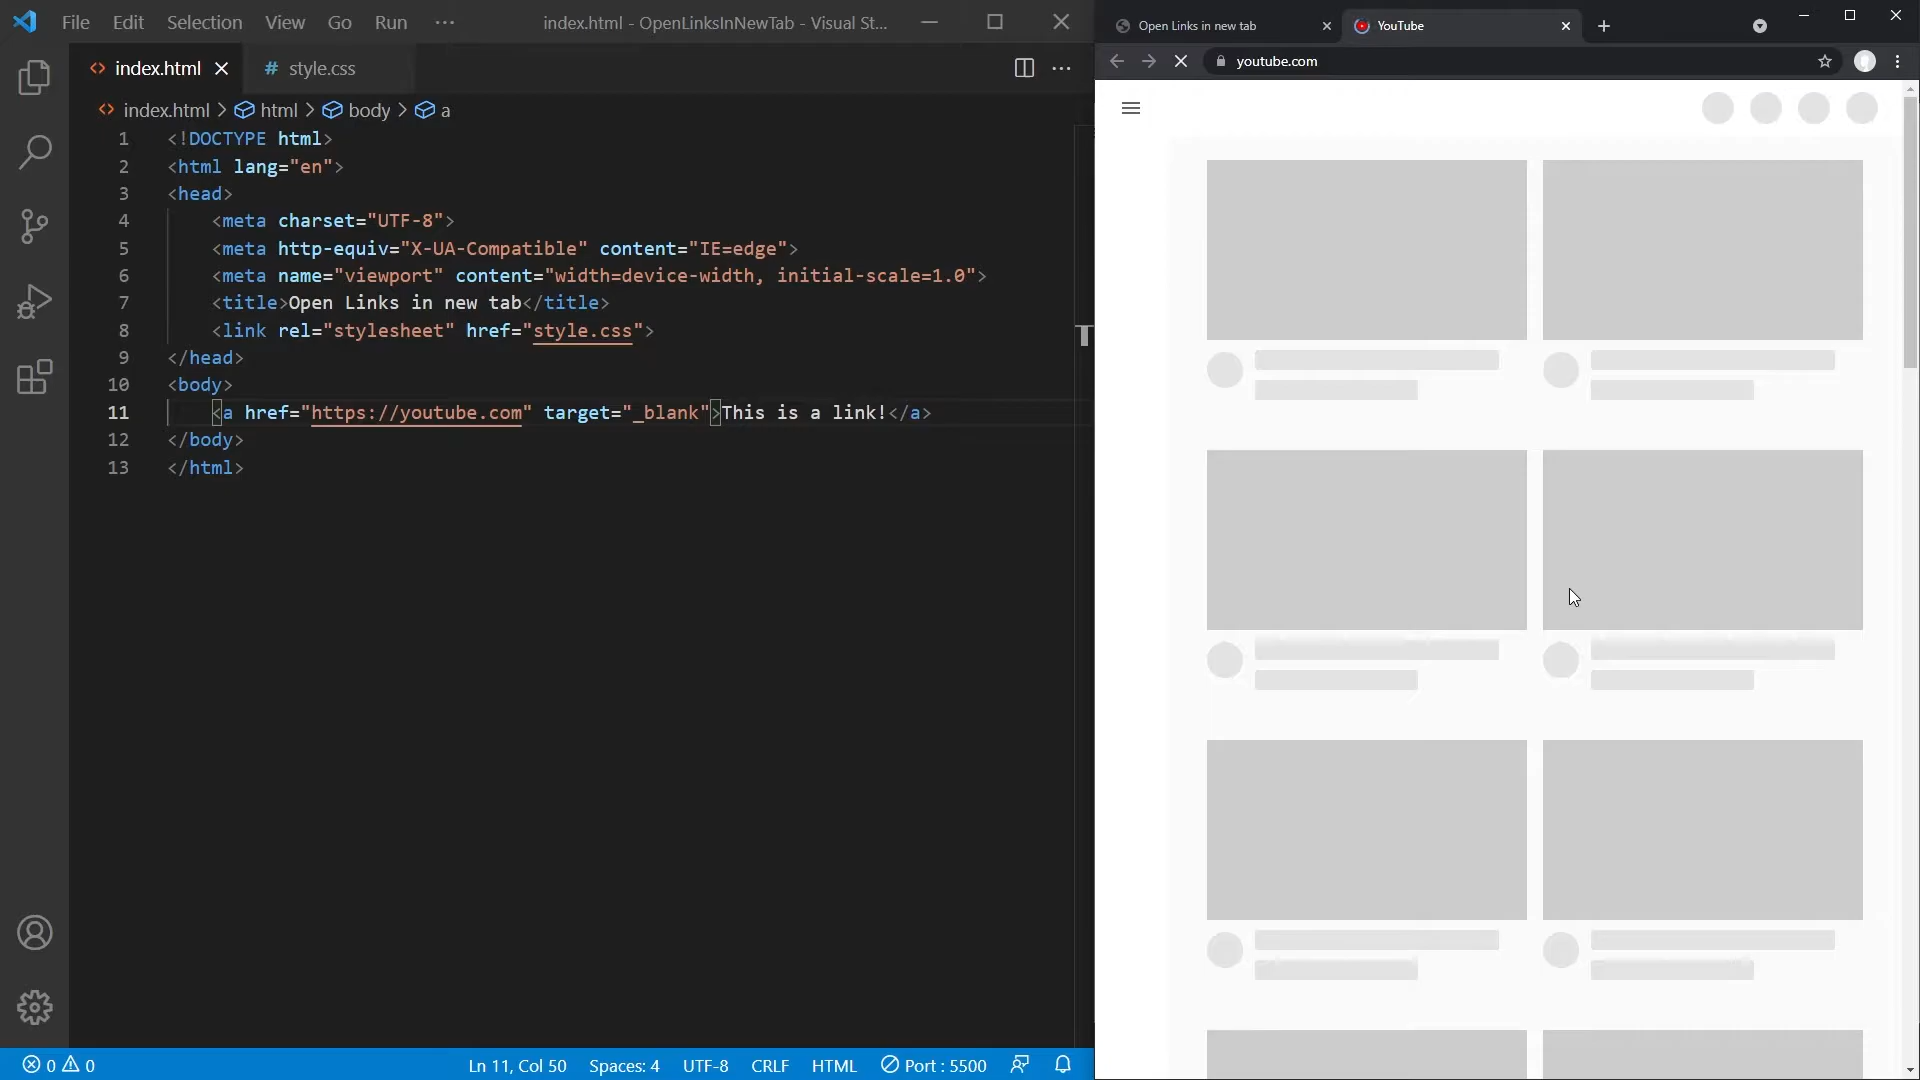 File Edit Selection View Go Run ··· index.html - OpenLinksInNewTab - Visual St...
index.html # style.css
index.html > html > body > a
1 <!DOCTYPE html>
2 <html lang="en">
3 <head>
4 <meta charset="UTF-8">
5 <meta http-equiv="X-UA-Compatible" content="IE=edge">
6 <meta name="viewport" content="width=device-width, initial-scale=1.0">
7 <title>Open Links in new tab</title>
8 <link rel="stylesheet" href="style.css">
9 </head>
10 <body>
11 <a href="https://youtube.com" target="_blank">This is a link!</a>
12 </body>
13 </html>
0 0 Ln 11, Col 50 Spaces: 4 UTF-8 CRLF HTML Port : 5500
Open Links in new tab YouTube
youtube.com